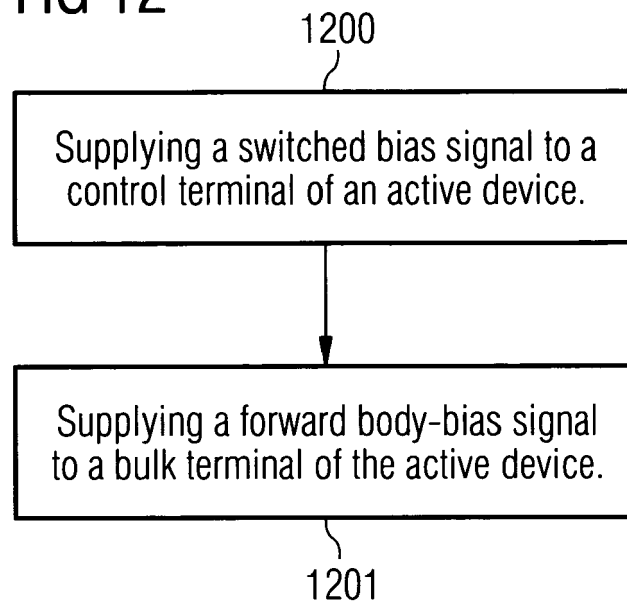 FIG 12
1200
Supplying a switched bias signal to a
control terminal of an active device.
Supplying a forward body-bias signal
to a bulk terminal of the active device.
1201